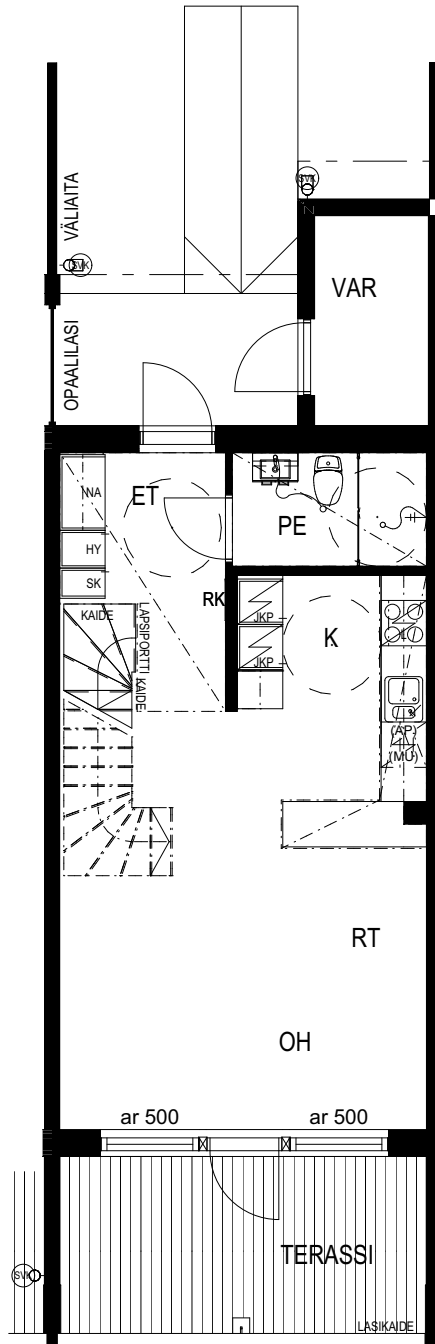 SVK
VÄLIAITA
SVK
VAR
OPAALILASI
NA
ET
PE
HY
SK
RK
KAIDE
LAPSIPORTTI KAIDE
JKP
JKP
K
L
(AP)
(MU)
RT
OH
ar 500
ar 500
TERASSI
SVK
LASIKAIDE